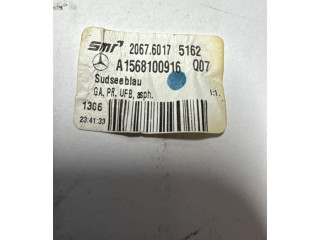 smr 2067.6017 5162
A1568100916 Q07
Sudseeblau
GA, PR, UFB, asph.
1306
23:41:33